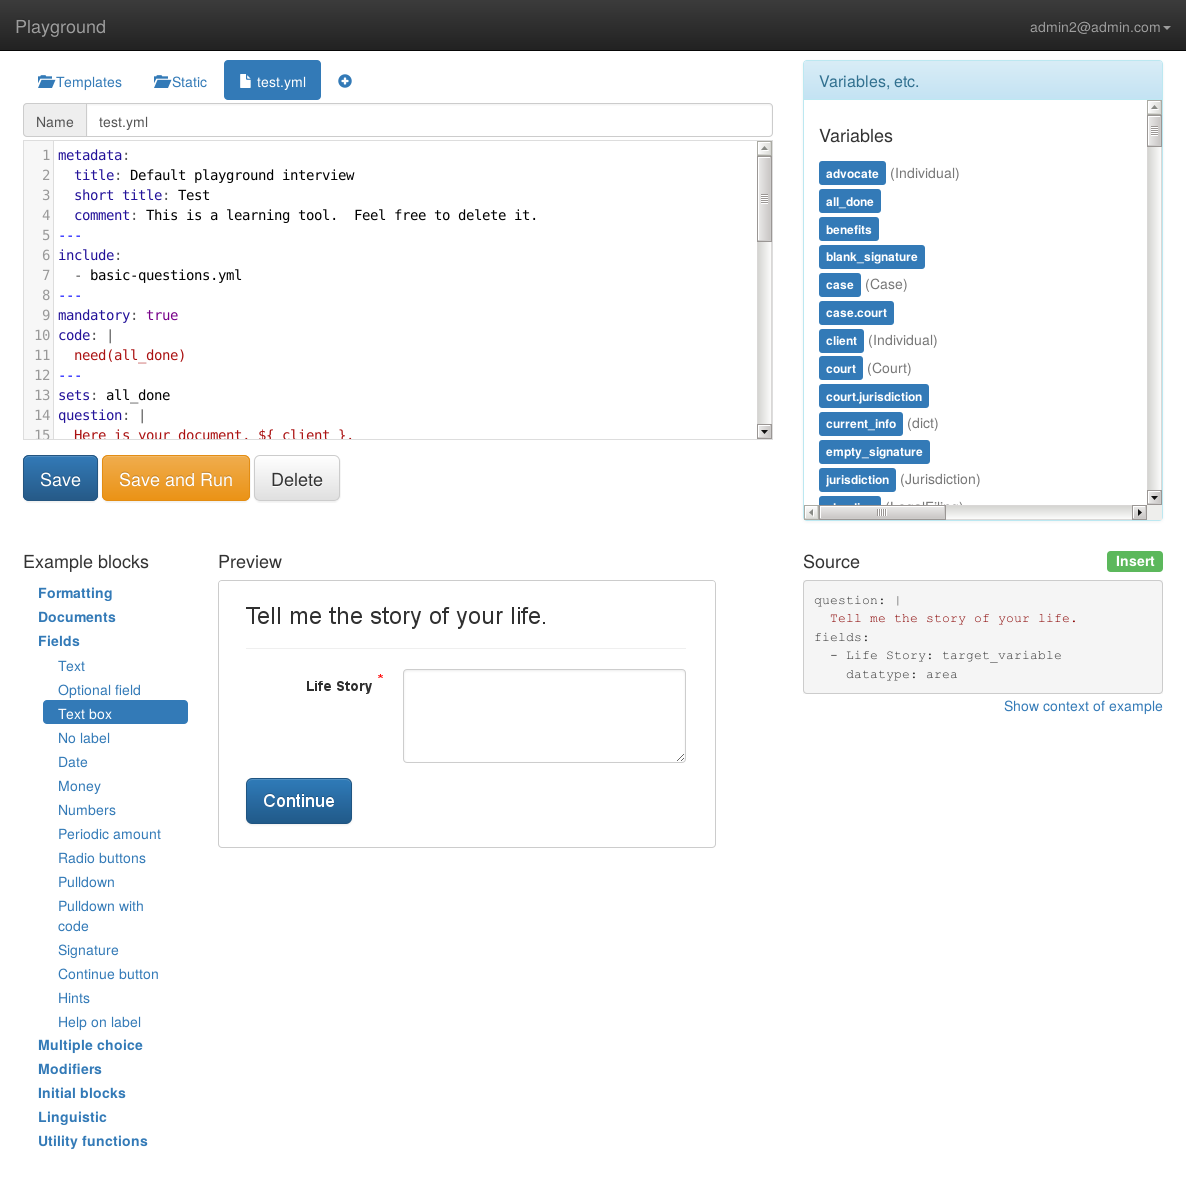 Playground
admin2@admin.com
Templates
Static
test.yml
Name
test.yml
1 metadata:
2   title: Default playground interview
3   short title: Test
4   comment: This is a learning tool.  Feel free to delete it.
5 ---
6 include:
7   - basic-questions.yml
8 ---
9 mandatory: true
10 code: |
11   need(all_done)
12 ---
13 sets: all_done
14 question: |
15   Here is your document, ${ client }.
Save
Save and Run
Delete
Variables, etc.
Variables
advocate (Individual)
all_done
benefits
blank_signature
case (Case)
case.court
client (Individual)
court (Court)
court.jurisdiction
current_info (dict)
empty_signature
jurisdiction (Jurisdiction)
Example blocks
Formatting
Documents
Fields
Text
Optional field
Text box
No label
Date
Money
Numbers
Periodic amount
Radio buttons
Pulldown
Pulldown with
code
Signature
Continue button
Hints
Help on label
Multiple choice
Modifiers
Initial blocks
Linguistic
Utility functions
Preview
Tell me the story of your life.
Life Story *
Continue
Source
Insert
question: |
  Tell me the story of your life.
fields:
  - Life Story: target_variable
    datatype: area
Show context of example